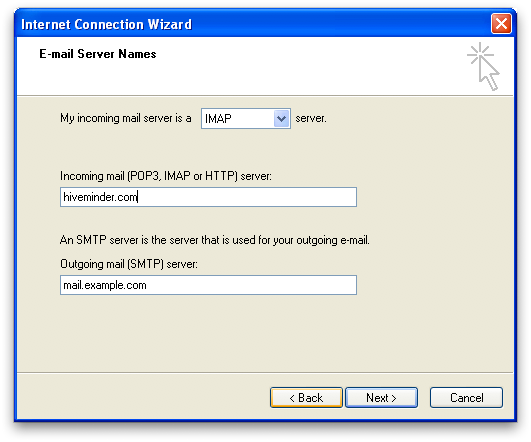 Internet Connection Wizard
E-mail Server Names
My incoming mail server is a IMAP server.
Incoming mail (POP3, IMAP or HTTP) server:
hiveminder.com
An SMTP server is the server that is used for your outgoing e-mail.
Outgoing mail (SMTP) server:
mail.example.com
< Back Next > Cancel